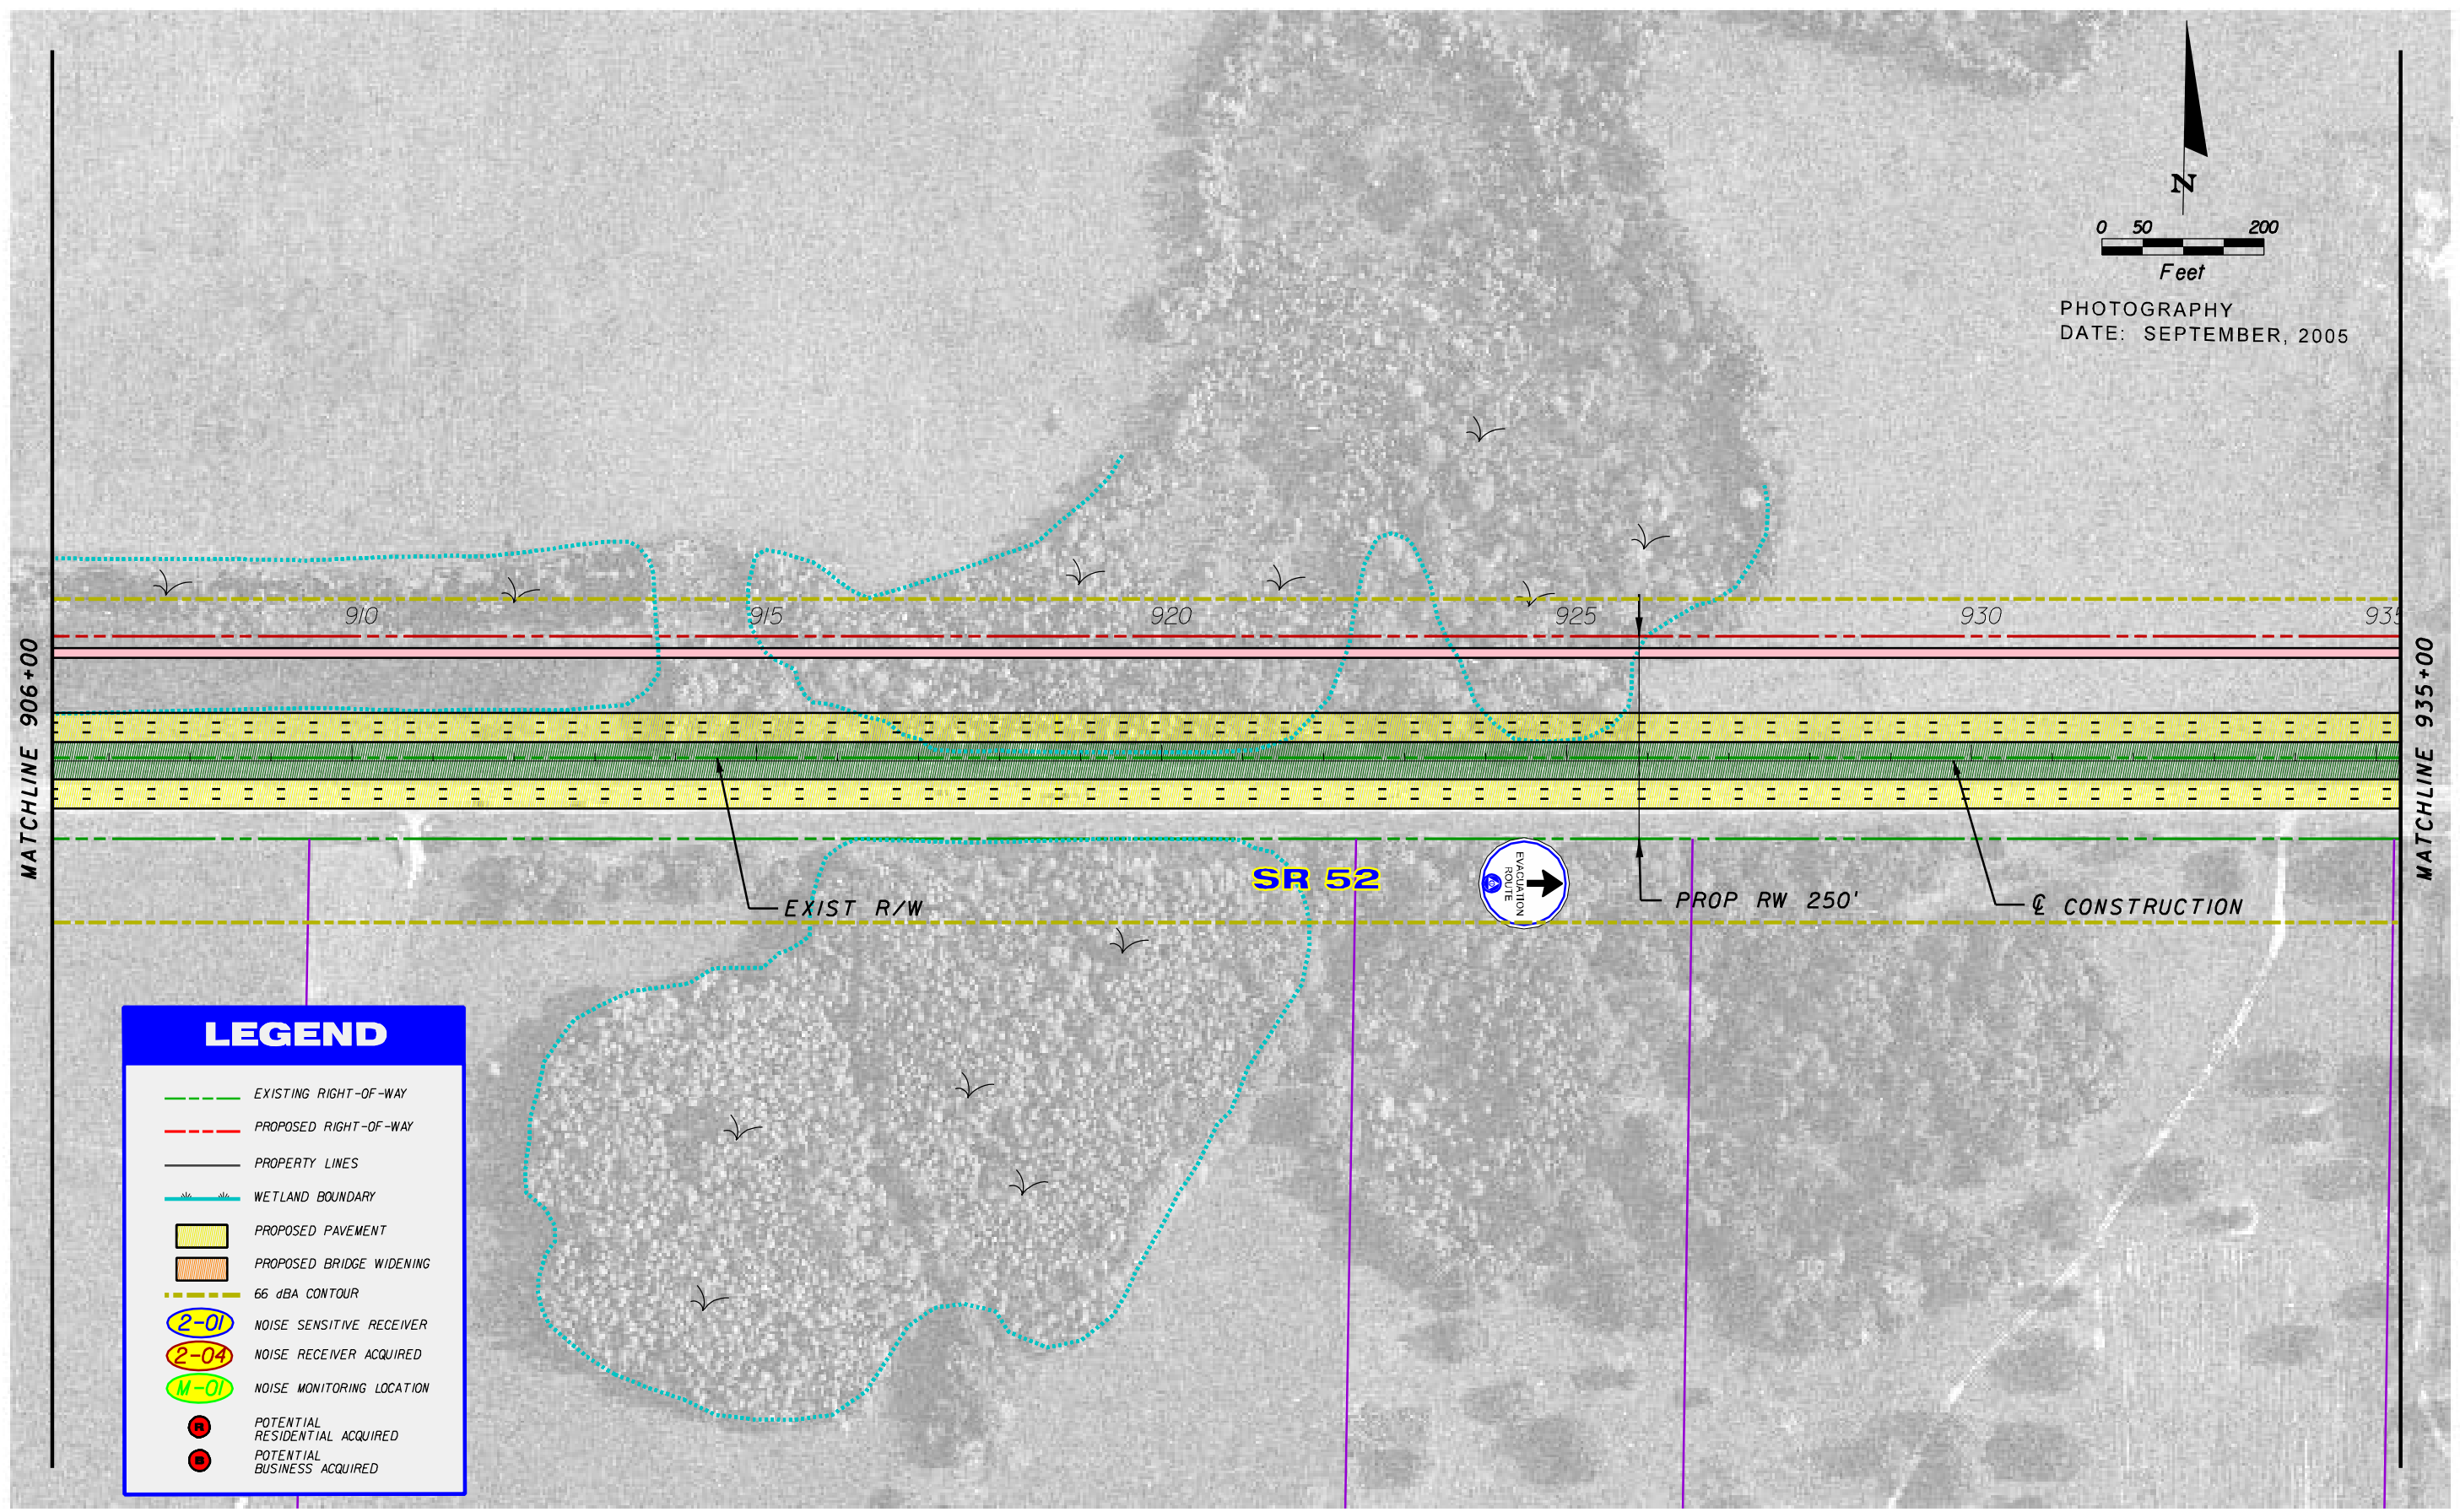 N
0 50 200
Feet
PHOTOGRAPHY
DATE: SEPTEMBER, 2005
910 915 920 925 930 935
MATCHLINE 906+00
MATCHLINE 935+00
SR 52
EVACUATION
ROUTE
EXIST R/W
PROP RW 250'
℄ CONSTRUCTION
LEGEND
EXISTING RIGHT-OF-WAY
PROPOSED RIGHT-OF-WAY
PROPERTY LINES
WETLAND BOUNDARY
PROPOSED PAVEMENT
PROPOSED BRIDGE WIDENING
66 dBA CONTOUR
2-01 NOISE SENSITIVE RECEIVER
2-04 NOISE RECEIVER ACQUIRED
M-01 NOISE MONITORING LOCATION
R POTENTIAL
RESIDENTIAL ACQUIRED
B POTENTIAL
BUSINESS ACQUIRED